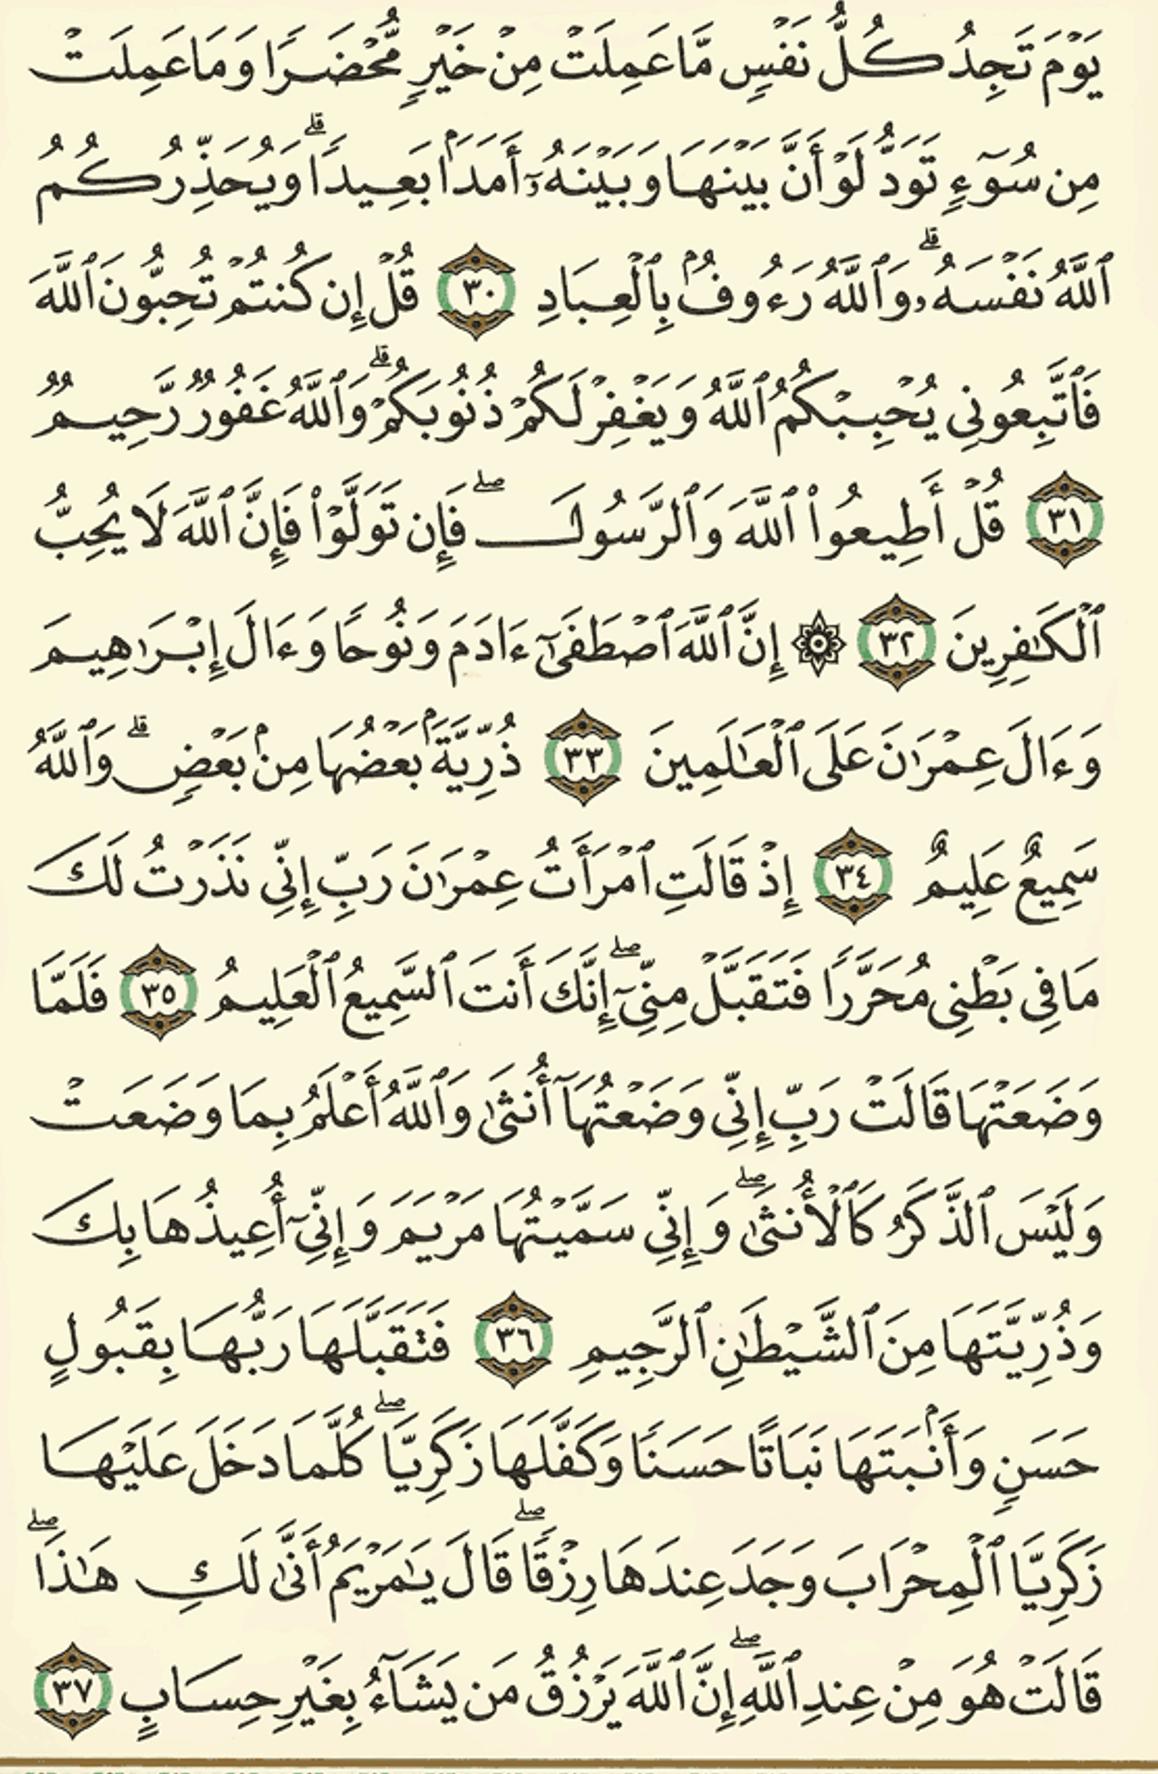 يَوْمَ تَجِدُ كُلُّ نَفْسٍ مَّا عَمِلَتْ مِنْ خَيْرٍ مُّحْضَرًا وَمَا عَمِلَتْ
مِن سُوٓءٍ تَوَدُّ لَوْ أَنَّ بَيْنَهَا وَبَيْنَهُۥٓ أَمَدًۢا بَعِيدًا ۗ وَيُحَذِّرُكُمُ
ٱللَّهُ نَفْسَهُۥ ۗ وَٱللَّهُ رَءُوفٌۢ بِٱلْعِبَادِ ٣٠ قُلْ إِن كُنتُمْ تُحِبُّونَ ٱللَّهَ
فَٱتَّبِعُونِى يُحْبِبْكُمُ ٱللَّهُ وَيَغْفِرْ لَكُمْ ذُنُوبَكُمْ ۗ وَٱللَّهُ غَفُورٌ رَّحِيمٌ
٣١ قُلْ أَطِيعُوا۟ ٱللَّهَ وَٱلرَّسُولَ ۖ فَإِن تَوَلَّوْا۟ فَإِنَّ ٱللَّهَ لَا يُحِبُّ
ٱلْكَـٰفِرِينَ ٣٢ ۞ إِنَّ ٱللَّهَ ٱصْطَفَىٰٓ ءَادَمَ وَنُوحًا وَءَالَ إِبْرَٰهِيمَ
وَءَالَ عِمْرَٰنَ عَلَى ٱلْعَـٰلَمِينَ ٣٣ ذُرِّيَّةًۢ بَعْضُهَا مِنۢ بَعْضٍ ۗ وَٱللَّهُ
سَمِيعٌ عَلِيمٌ ٣٤ إِذْ قَالَتِ ٱمْرَأَتُ عِمْرَٰنَ رَبِّ إِنِّى نَذَرْتُ لَكَ
مَا فِى بَطْنِى مُحَرَّرًا فَتَقَبَّلْ مِنِّىٓ ۖ إِنَّكَ أَنتَ ٱلسَّمِيعُ ٱلْعَلِيمُ ٣٥ فَلَمَّا
وَضَعَتْهَا قَالَتْ رَبِّ إِنِّى وَضَعْتُهَآ أُنثَىٰ وَٱللَّهُ أَعْلَمُ بِمَا وَضَعَتْ
وَلَيْسَ ٱلذَّكَرُ كَٱلْأُنثَىٰ ۖ وَإِنِّى سَمَّيْتُهَا مَرْيَمَ وَإِنِّىٓ أُعِيذُهَا بِكَ
وَذُرِّيَّتَهَا مِنَ ٱلشَّيْطَـٰنِ ٱلرَّجِيمِ ٣٦ فَتَقَبَّلَهَا رَبُّهَا بِقَبُولٍ
حَسَنٍ وَأَنۢبَتَهَا نَبَاتًا حَسَنًا وَكَفَّلَهَا زَكَرِيَّا ۖ كُلَّمَا دَخَلَ عَلَيْهَا
زَكَرِيَّا ٱلْمِحْرَابَ وَجَدَ عِندَهَا رِزْقًا ۖ قَالَ يَـٰمَرْيَمُ أَنَّىٰ لَكِ هَـٰذَا ۖ
قَالَتْ هُوَ مِنْ عِندِ ٱللَّهِ ۖ إِنَّ ٱللَّهَ يَرْزُقُ مَن يَشَآءُ بِغَيْرِ حِسَابٍ ٣٧